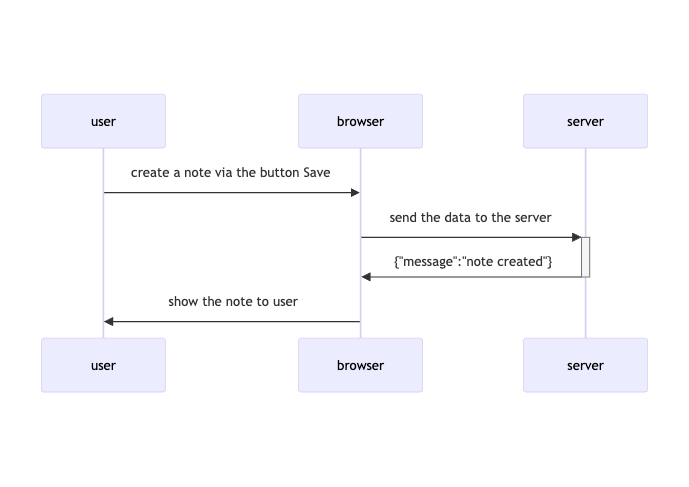 user
browser
server
create a note via the button Save
send the data to the server
{"message":"note created"}
show the note to user
user
browser
server